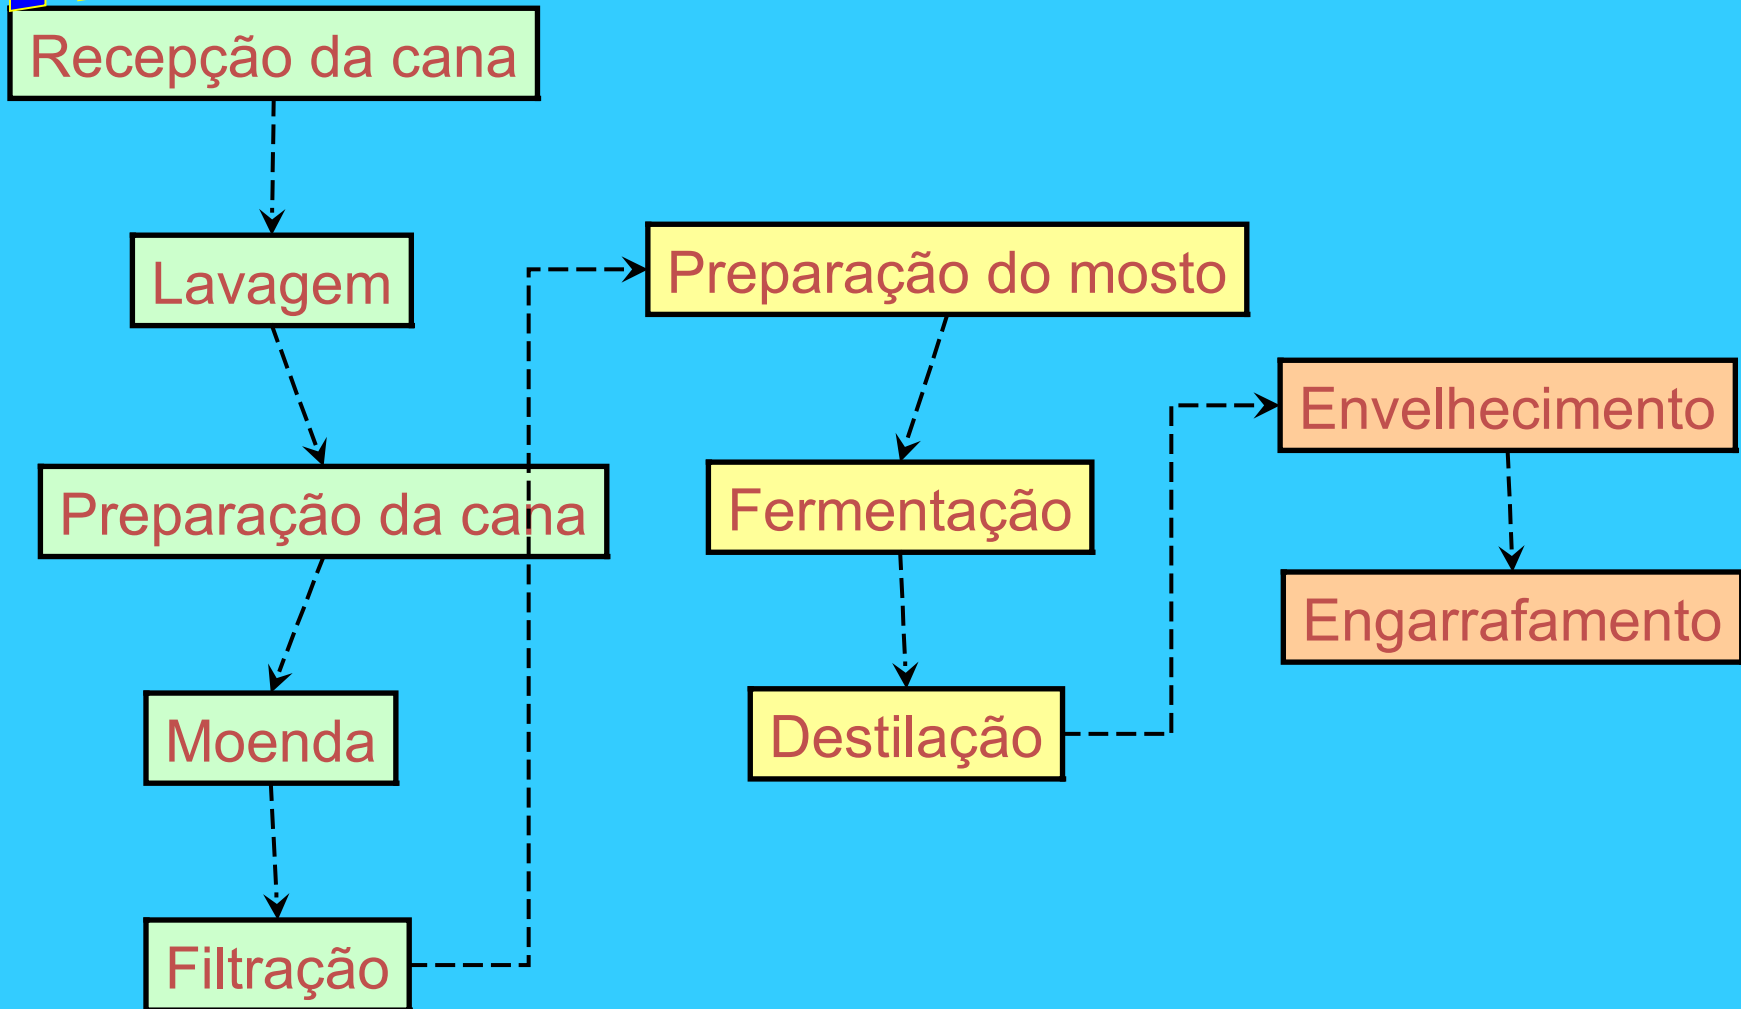 Recepção da cana
Lavagem
Preparação da cana
Moenda
Filtração
Preparação do mosto
Fermentação
Destilação
Envelhecimento
Engarrafamento